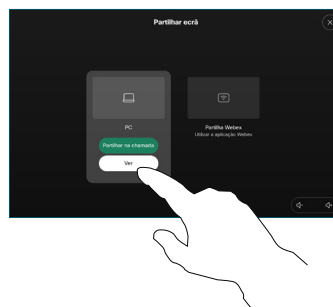 Partilhar ecrã
PC
Partilhar na chamada
Ver
Partilha Webex
Utilizar a aplicação Webex